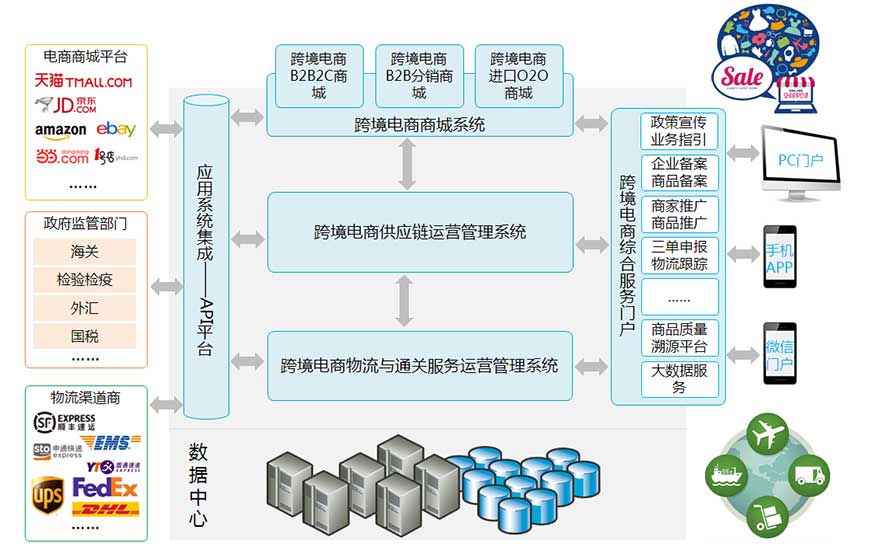 电商商城平台
天猫 TMALL.COM
JD京东
.COM
amazon ebay
dangdang
当当.com 1号店 yhd.com
……
政府监管部门
海关
检验检疫
外汇
国税
……
物流渠道商
SF EXPRESS
顺丰速运
EMS
sto 申通快递
express
YTO 圆通速递
EXPRESS
ups FedEx
DHL
……
应用系统集成——API平台
跨境电商
B2B2C商
城
跨境电商
B2B分销商
城
跨境电商
进口O2O
商城
跨境电商商城系统
跨境电商供应链运营管理系统
跨境电商物流与通关服务运营管理系统
数据中心
跨境电商综合服务门户
政策宣传
业务指引
企业备案
商品备案
商家推广
商品推广
三单申报
物流跟踪
……
商品质量
溯源平台
大数据服
务
Sale
ONLINE
SHOPPING
PC门户
手机
APP
微信
门户